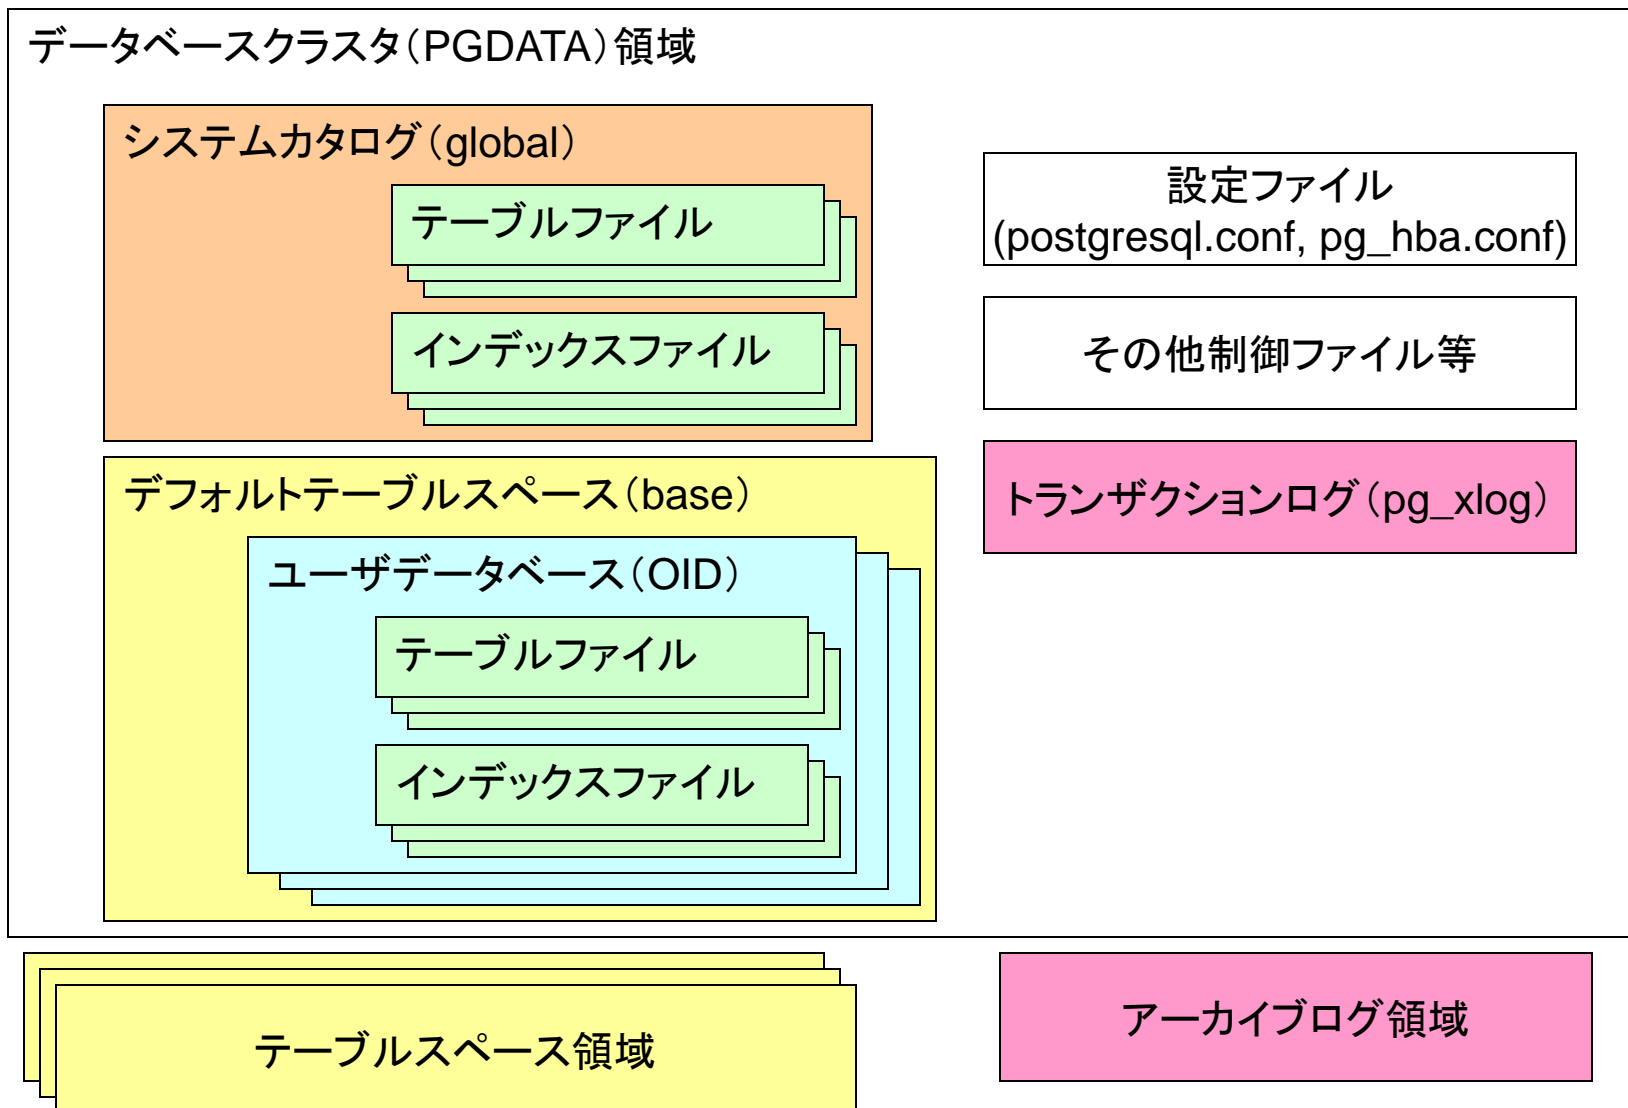 データベースクラスタ（PGDATA）領域
システムカタログ（global）
テーブルファイル
インデックスファイル
設定ファイル
(postgresql.conf, pg_hba.conf)
その他制御ファイル等
トランザクションログ（pg_xlog）
デフォルトテーブルスペース（base）
ユーザデータベース（OID）
テーブルファイル
インデックスファイル
テーブルスペース領域
アーカイブログ領域